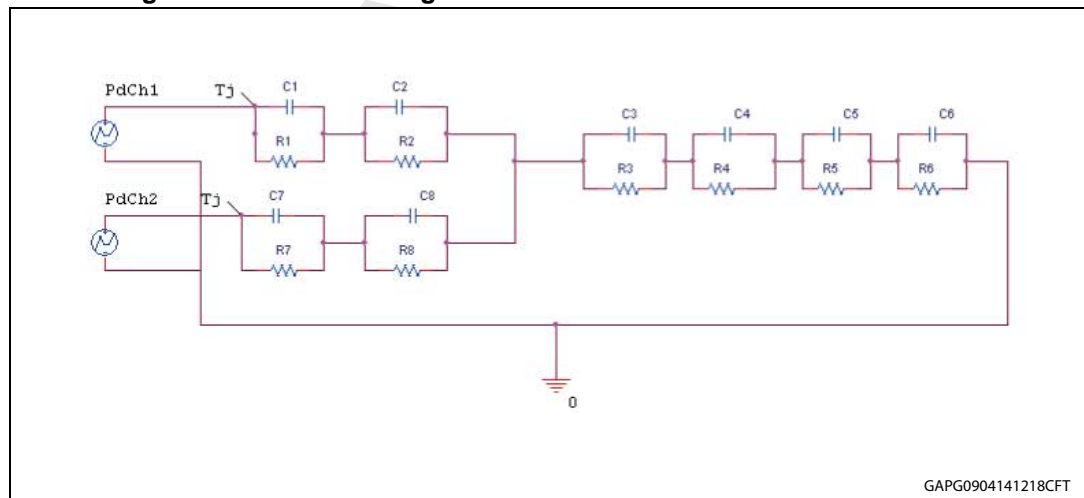 PdCh1
Tj
C1
C2
R1
R2
C3
C4
C5
C6
R3
R4
R5
R6
PdCh2
Tj
C7
C8
R7
R8
0
GAPG0904141218CFT